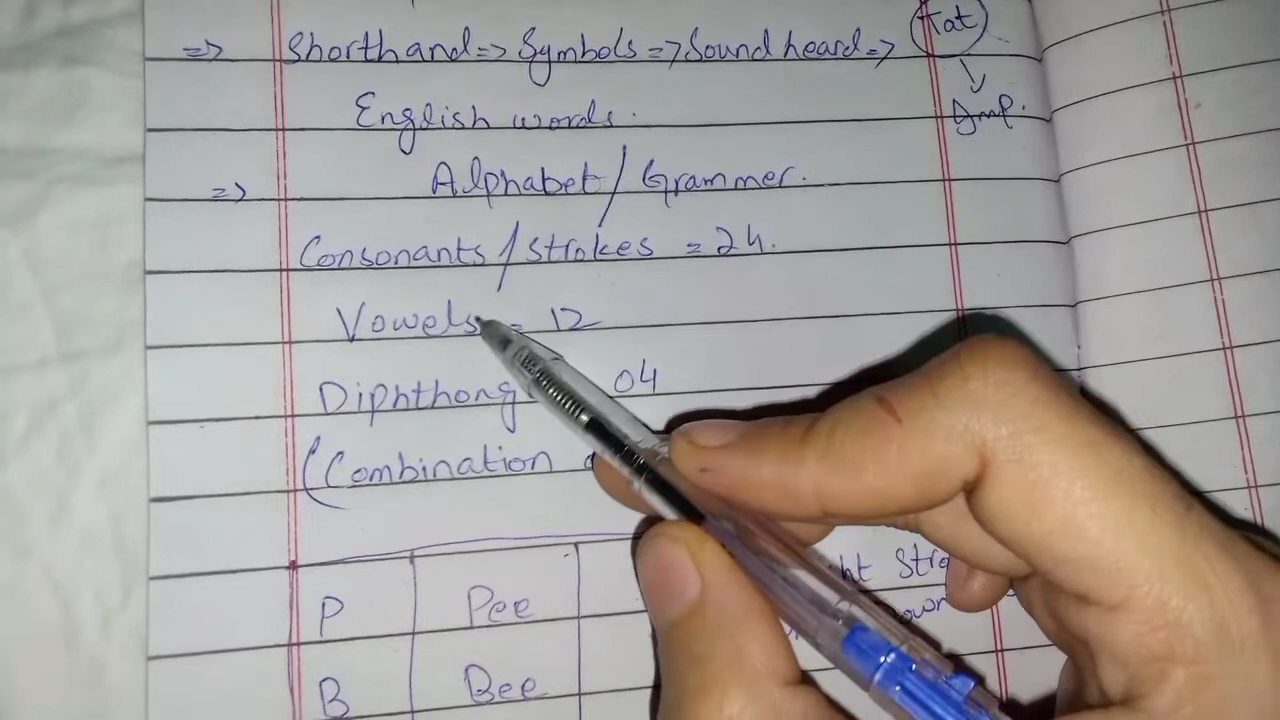 => Shorthand => Symbols => Sound heard => Kat
English words. Imp.
=> Alphabet / Grammer.
Consonants / Strokes = 24.
Vowels = 12
Diphthong 04
(Combination
P Pee
B Bee